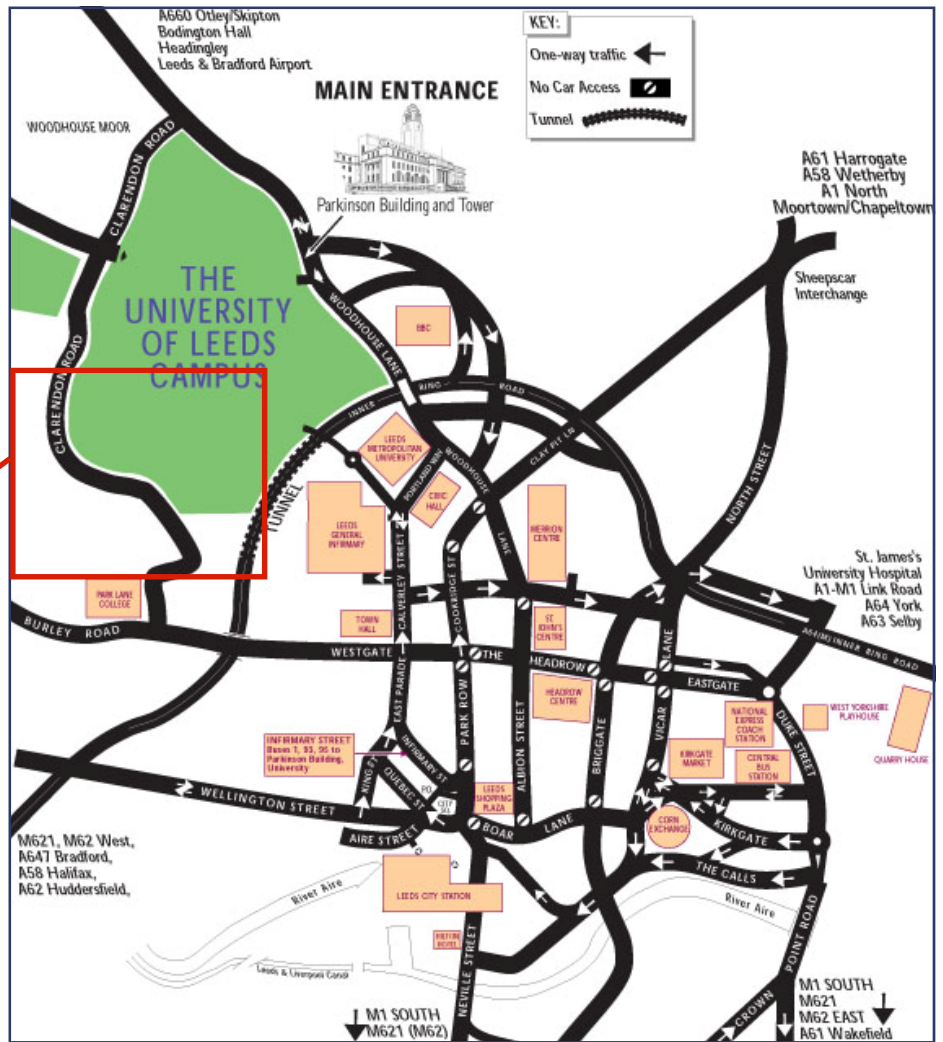 A660 Otley/Skipton
Bodington Hall
Headingley
Leeds & Bradford Airport
KEY:
One-way traffic
No Car Access
Tunnel
MAIN ENTRANCE
Parkinson Building and Tower
WOODHOUSE MOOR
CLARENDON ROAD
A61 Harrogate
A58 Wetherby
A1 North
Moortown/Chapeltown
Sheepscar
Interchange
THE
UNIVERSITY
OF LEEDS
CAMPUS
WOODHOUSE LANE
BBC
CLARENDON ROAD
INNER RING ROAD
LEEDS
METROPOLITAN
UNIVERSITY
PORTLAND WAY
WOODHOUSE LANE
CLAY PIT LN
NORTH STREET
TUNNEL
CIVIC
HALL
LEEDS
GENERAL
INFIRMARY
MERRION
CENTRE
CALVERLEY STREET
COOKRIDGE ST
St. James's
University Hospital
A1-M1 Link Road
A64 York
A63 Selby
PARK LANE
COLLEGE
TOWN
HALL
ST
JOHN'S
CENTRE
A64(M) INNER RING ROAD
BURLEY ROAD
WESTGATE
THE HEADROW
EASTGATE
VICAR LANE
EAST PARADE
PARK ROW
ALBION STREET
HEADROW
CENTRE
BRIGGATE
NATIONAL
EXPRESS
COACH
STATION
DUKE STREET
WEST YORKSHIRE
PLAYHOUSE
QUARRY HOUSE
INFIRMARY STREET
Buses 1, 93, 95 to
Parkinson Building,
University
INFIRMARY ST
KIRKGATE
MARKET
CENTRAL
BUS
STATION
KING ST
QUEBEC ST
P.O.
CITY
SQ.
LEEDS
SHOPPING
PLAZA
WELLINGTON STREET
AIRE STREET
BOAR LANE
CORN
EXCHANGE
KIRKGATE
THE CALLS
M621, M62 West,
A647 Bradford,
A58 Halifax,
A62 Huddersfield,
LEEDS CITY STATION
River Aire
River Aire
HILTON
HOTEL
Leeds & Liverpool Canal
NEVILLE STREET
CROWN POINT ROAD
M1 SOUTH
M621 (M62)
M1 SOUTH
M621
M62 EAST
A61 Wakefield